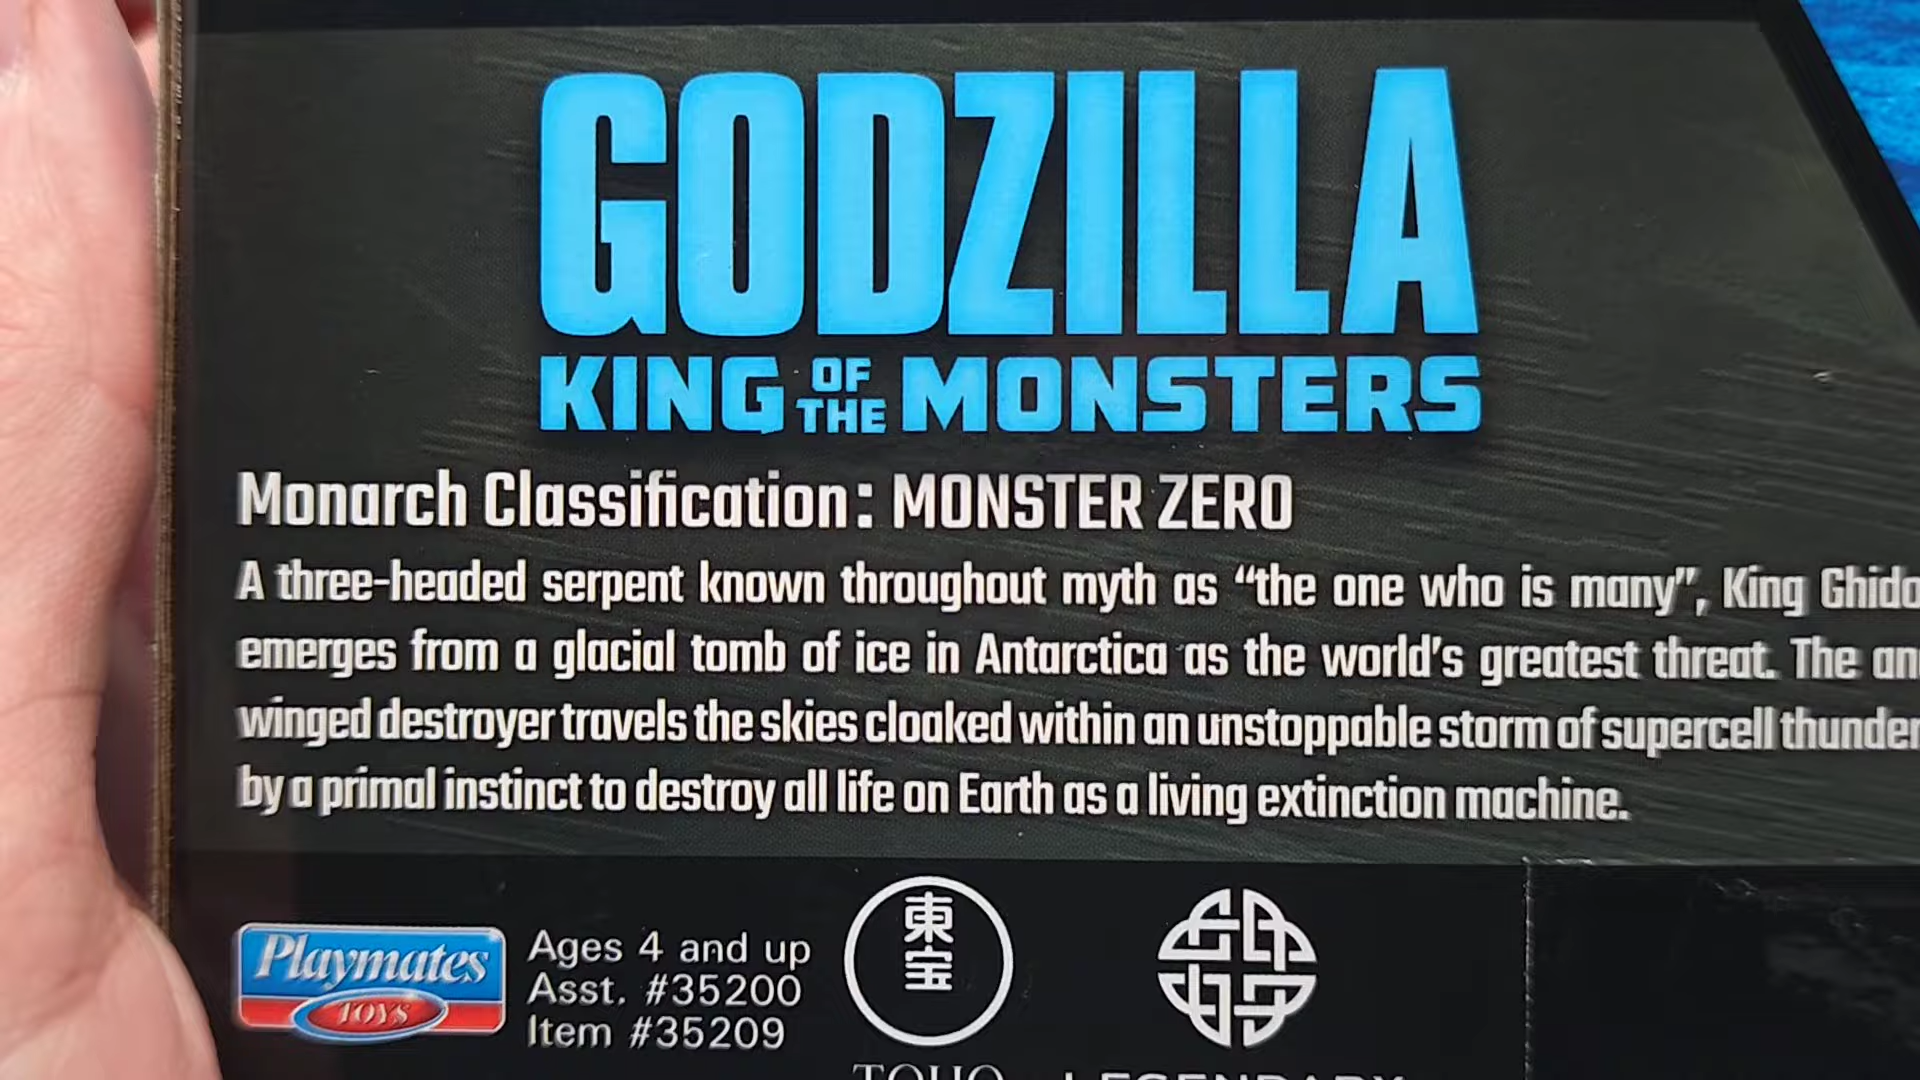 GODZILLA
KING OF THE MONSTERS
Monarch Classification: MONSTER ZERO
A three-headed serpent known throughout myth as “the one who is many”, King
emerges from a glacial tomb of ice in Antarctica as the world’s greatest threat. The
winged destroyer travels the skies cloaked within an unstoppable storm of supercell
by a primal instinct to destroy all life on Earth as a living extinction machine.
Playmates
TOYS
Ages 4 and up
Asst. #35200
Item #35209
東宝
TOHO
LEGENDARY